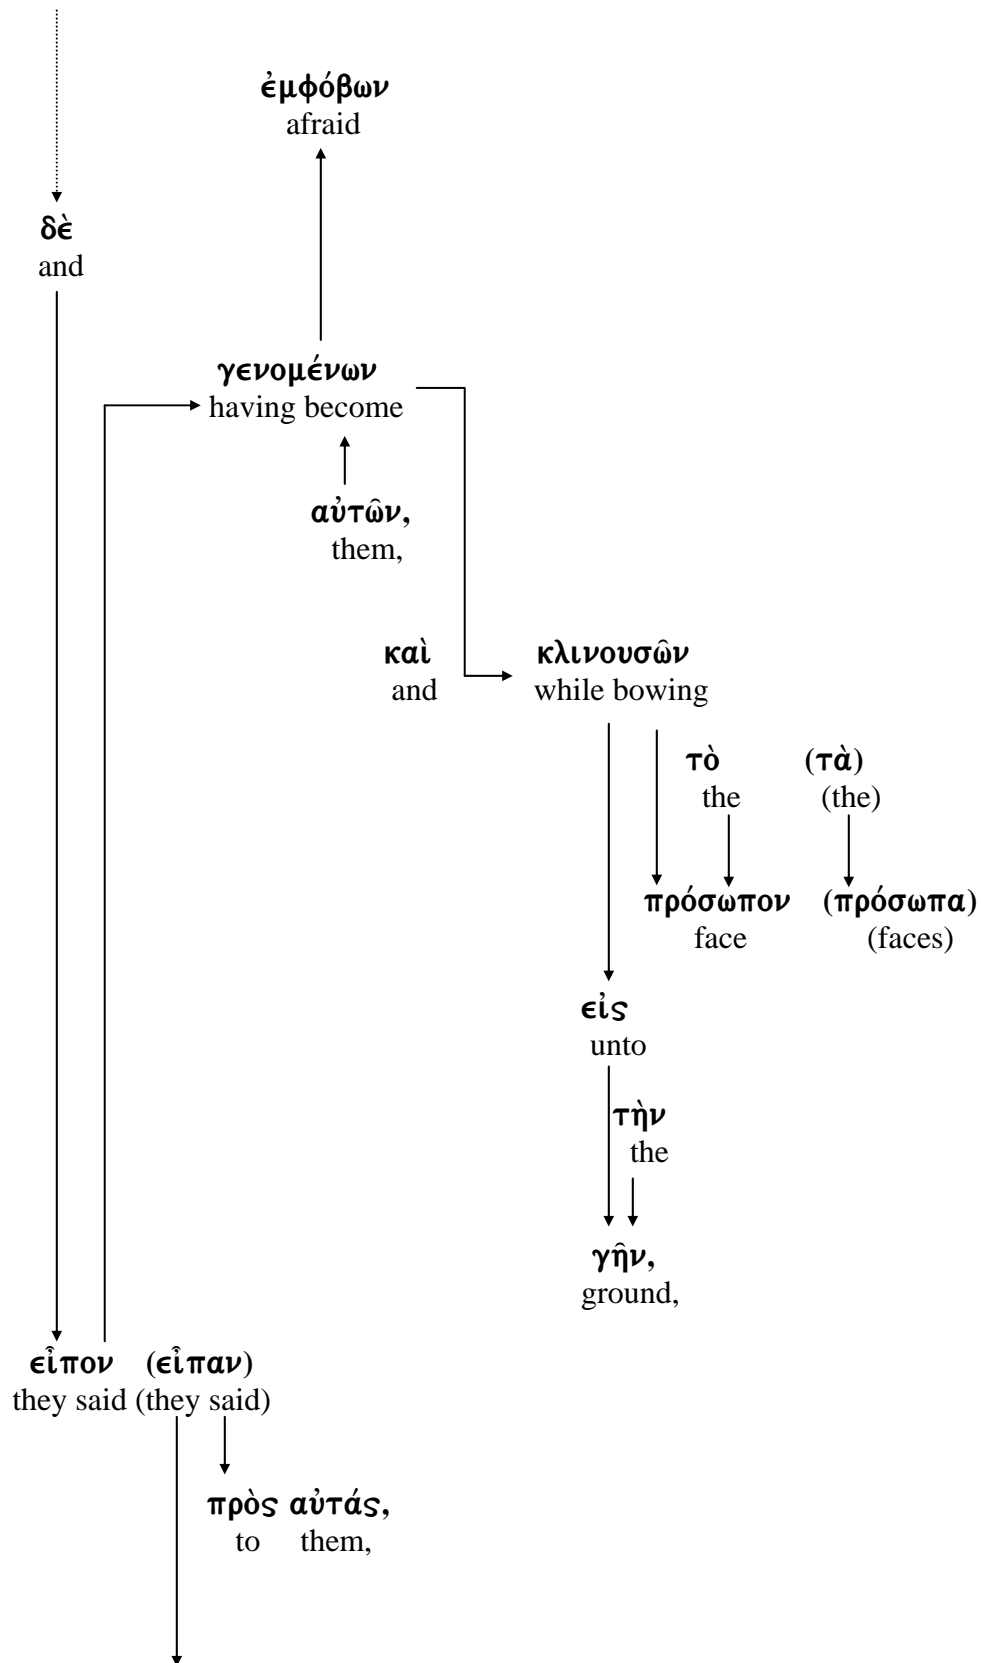 ἐμφόβων
afraid
δὲ
and
γενομένων
having become
αὐτῶν,
them,
καὶ κλινουσῶν
and while bowing
τὸ (τὰ)
the (the)
πρόσωπον (πρόσωπα)
face (faces)
εἰς
unto
τὴν
the
γῆν,
ground,
εἶπον (εἶπαν)
they said (they said)
πρὸς αὐτάς,
to them,